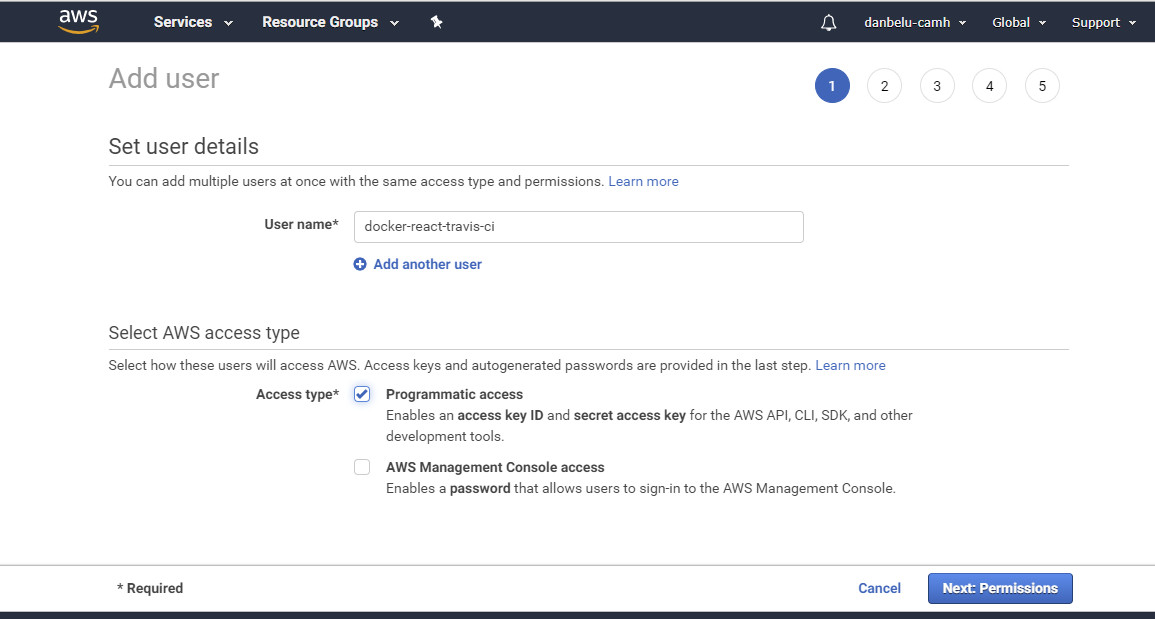 aws Services Resource Groups danbelu-camh Global Support
Add user
1 2 3 4 5
Set user details
You can add multiple users at once with the same access type and permissions. Learn more
User name* docker-react-travis-ci
Add another user
Select AWS access type
Select how these users will access AWS. Access keys and autogenerated passwords are provided in the last step. Learn more
Access type* Programmatic access
Enables an access key ID and secret access key for the AWS API, CLI, SDK, and other
development tools.
AWS Management Console access
Enables a password that allows users to sign-in to the AWS Management Console.
* Required Cancel Next: Permissions